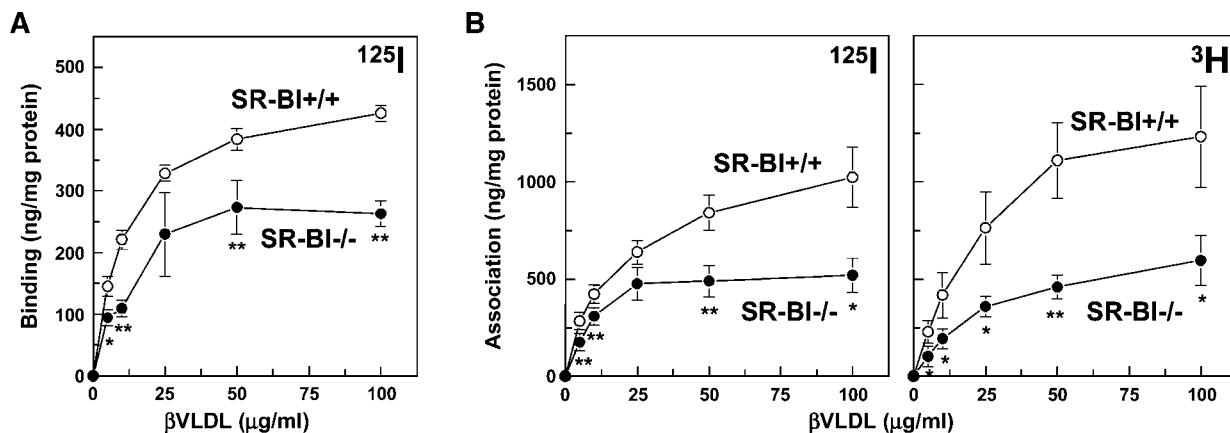 A
Binding (ng/mg protein)
500
400
300
200
100
0
125I
SR-BI+/+
SR-BI-/-
*
**
**
**
0 25 50 75 100
βVLDL (μg/ml)
B
Association (ng/mg protein)
1500
1000
500
0
125I
SR-BI+/+
SR-BI-/-
**
**
**
*
0 25 50 75 100
βVLDL (μg/ml)
3H
SR-BI+/+
SR-BI-/-
*
*
*
**
*
0 25 50 75 100
βVLDL (μg/ml)